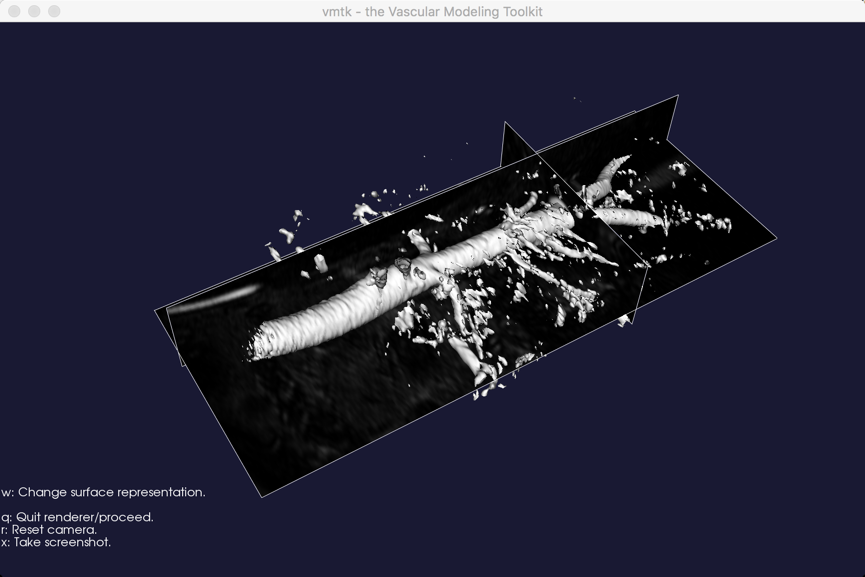 vmtk - the Vascular Modeling Toolkit
w: Change surface representation.
q: Quit renderer/proceed.
r: Reset camera.
x: Take screenshot.